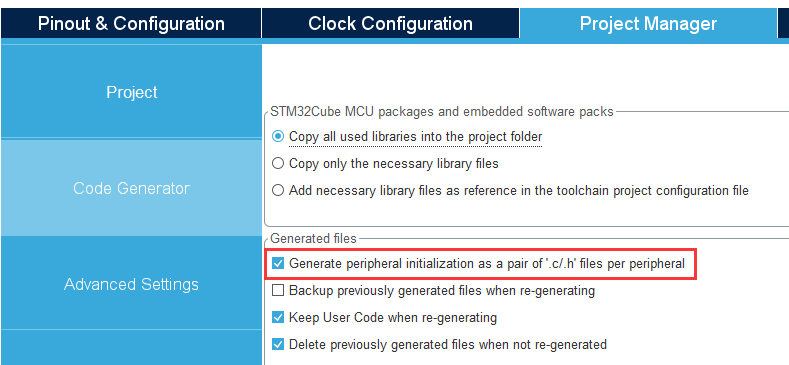 Pinout & Configuration
Clock Configuration
Project Manager
Project
Code Generator
Advanced Settings
STM32Cube MCU packages and embedded software packs
Copy all used libraries into the project folder
Copy only the necessary library files
Add necessary library files as reference in the toolchain project configuration file
Generated files
Generate peripheral initialization as a pair of '.c/.h' files per peripheral
Backup previously generated files when re-generating
Keep User Code when re-generating
Delete previously generated files when not re-generated